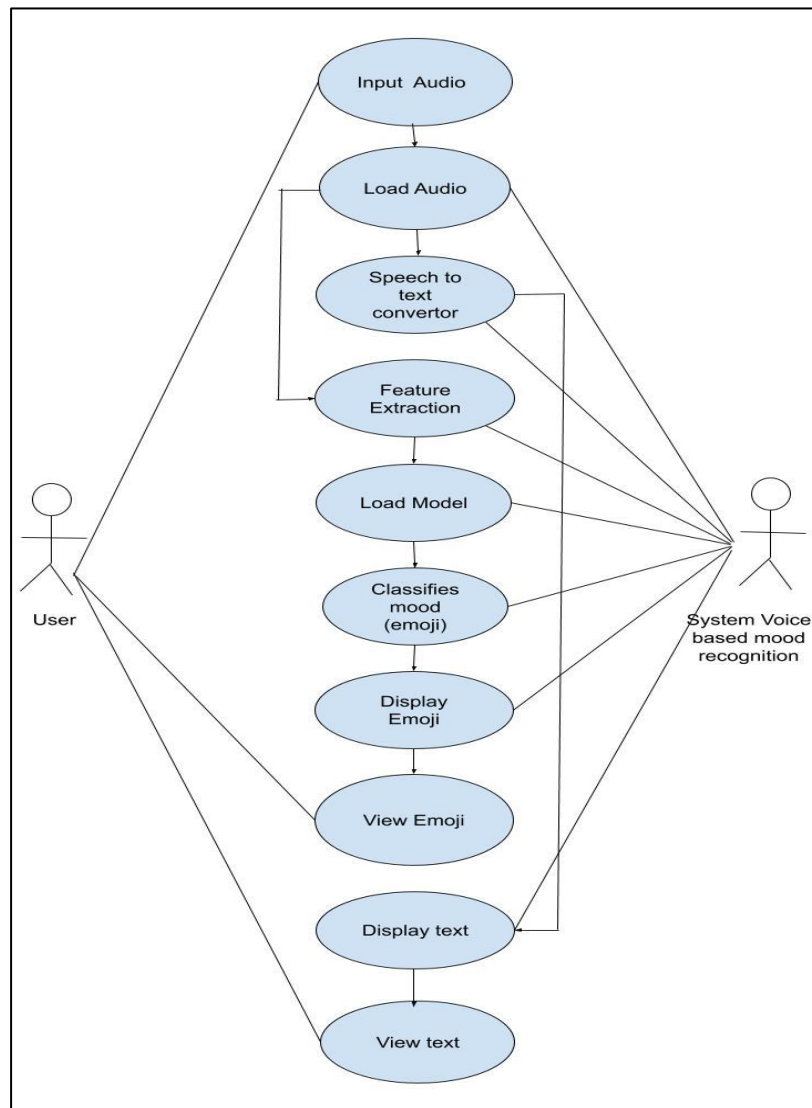 Input Audio
Load Audio
Speech to
text
convertor
Feature
Extraction
Load Model
Classifies
mood
(emoji)
Display
Emoji
View Emoji
Display text
View text
User
System Voice
based mood
recognition